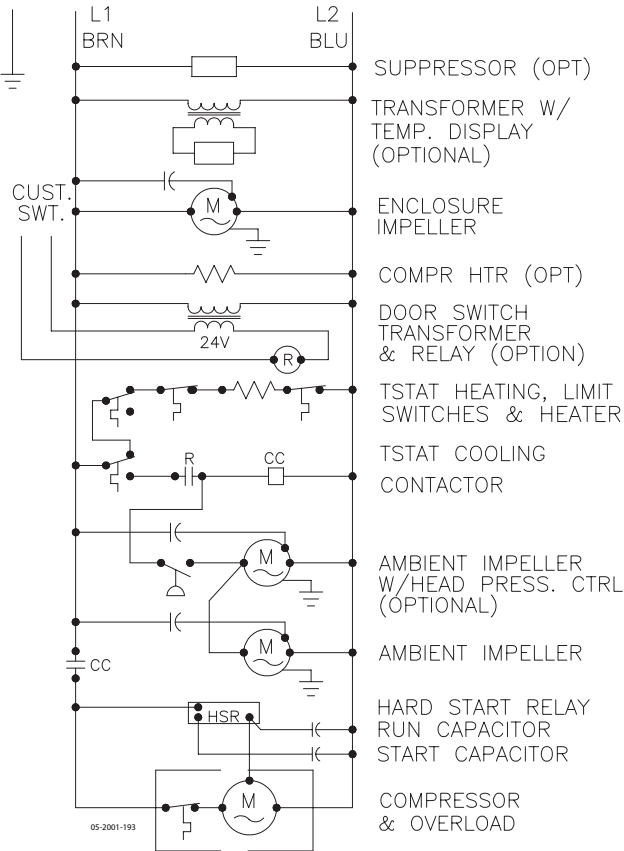 L1
L2
BRN
BLU
SUPPRESSOR (OPT)
TRANSFORMER W/
TEMP. DISPLAY
(OPTIONAL)
CUST.
SWT.
M
ENCLOSURE
IMPELLER
COMPR HTR (OPT)
24V
R
DOOR SWITCH
TRANSFORMER
& RELAY (OPTION)
TSTAT HEATING, LIMIT
SWITCHES & HEATER
R
CC
TSTAT COOLING
CONTACTOR
M
AMBIENT IMPELLER
W/HEAD PRESS. CTRL
(OPTIONAL)
M
AMBIENT IMPELLER
CC
HSR
HARD START RELAY
RUN CAPACITOR
START CAPACITOR
M
COMPRESSOR
& OVERLOAD
05-2001-193